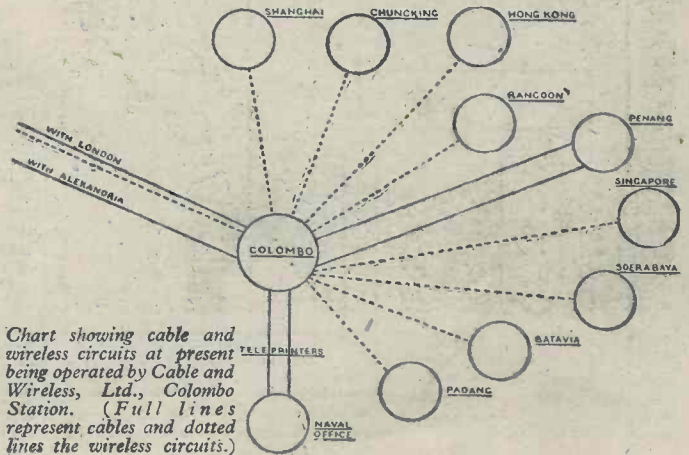 SHANGHAI
CHUNCKING
HONG KONG
RANGOON
PENANG
WITH LONDON
WITH ALEXANDRIA
SINGAPORE
COLOMBO
SOERABAYA
BATAVIA
PADANG
TELEPRINTERS
NAVAL
OFFICE
Chart showing cable and
wireless circuits at present
being operated by Cable and
Wireless, Ltd., Colombo
Station. (Full lines
represent cables and dotted
lines the wireless circuits.)